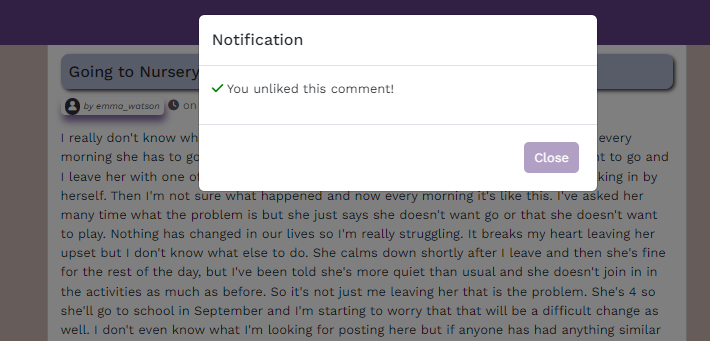 Notification
Going to Nursery
You unliked this comment!
by emma_watson on
Close
I really don't know every
morning she has to go to go and
I leave her with one of in by
herself. Then I'm not sure what happened and now every morning it's like this. I've asked her
many time what the problem is but she just says she doesn't want go or that she doesn't want
to play. Nothing has changed in our lives so I'm really struggling. It breaks my heart leaving her
upset but I don't know what else to do. She calms down shortly after I leave and then she's fine
for the rest of the day, but I've been told she's more quiet than usual and she doesn't join in in
the activities as much as before. So it's not just me leaving her that is the problem. She's 4 so
she'll go to school in September and I'm starting to worry that that will be a difficult change as
well. I don't even know what I'm looking for posting here but if anyone has had anything similar